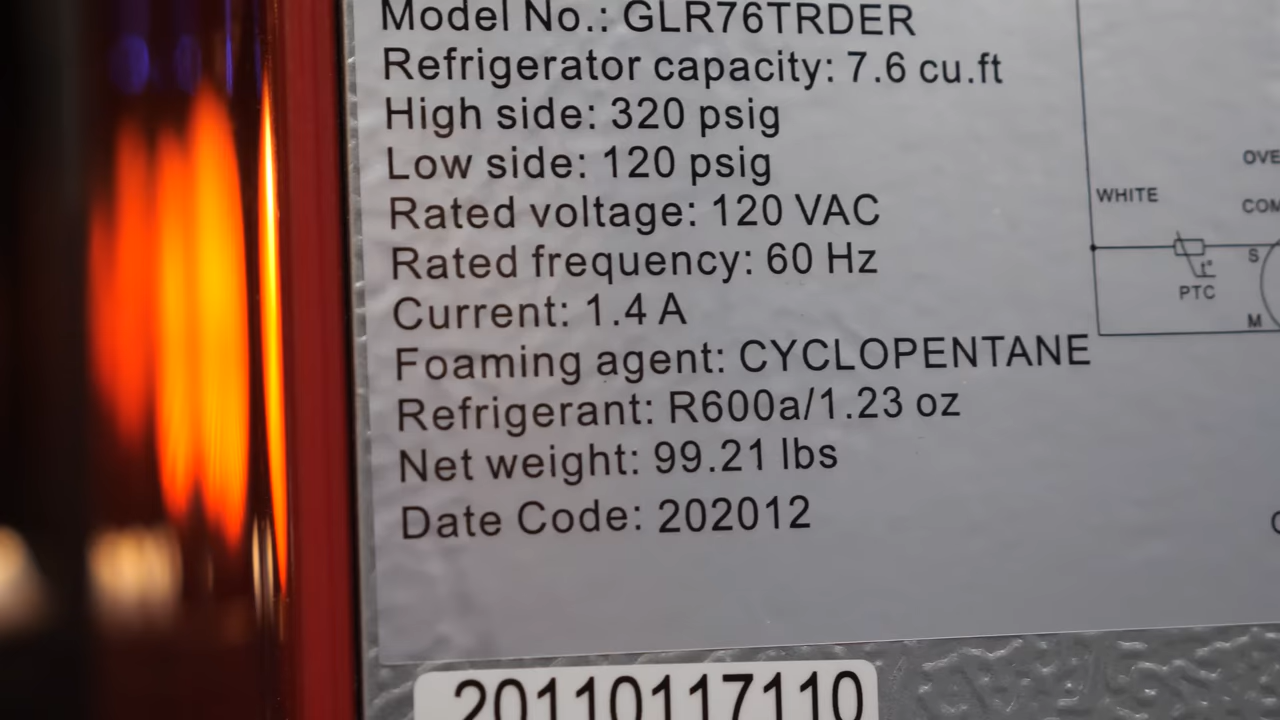 Model No.: GLR76TRDER
Refrigerator capacity: 7.6 cu.ft
High side: 320 psig
Low side: 120 psig
Rated voltage: 120 VAC
Rated frequency: 60 Hz
Current: 1.4 A
Foaming agent: CYCLOPENTANE
Refrigerant: R600a/1.23 oz
Net weight: 99.21 lbs
Date Code: 202012
WHITE
t°
PTC
S
M
20110117110